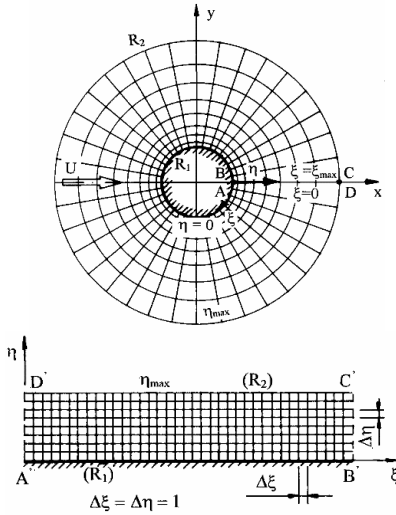 y
R₂
R₁
U
B
η
ξ=ξmax
C
x
A
ξ=0
D
ξ
η = 0
ηmax
η
D'
ηmax
(R₂)
C'
Δη
A'
(R₁)
B'
ξ
Δξ = Δη = 1
Δξ